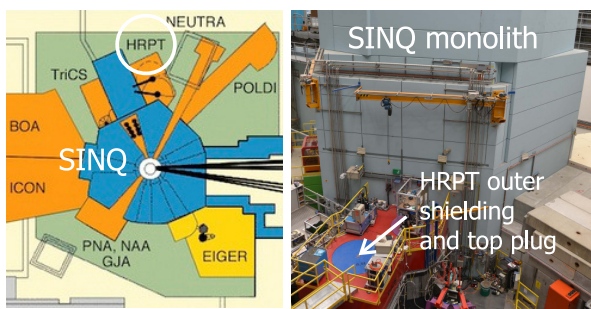 NEUTRA
HRPT
TriCS
POLDI
BOA
SINQ
ICON
PNA, NAA
GJA
EIGER
SINQ monolith
HRPT outer
shielding
and top plug